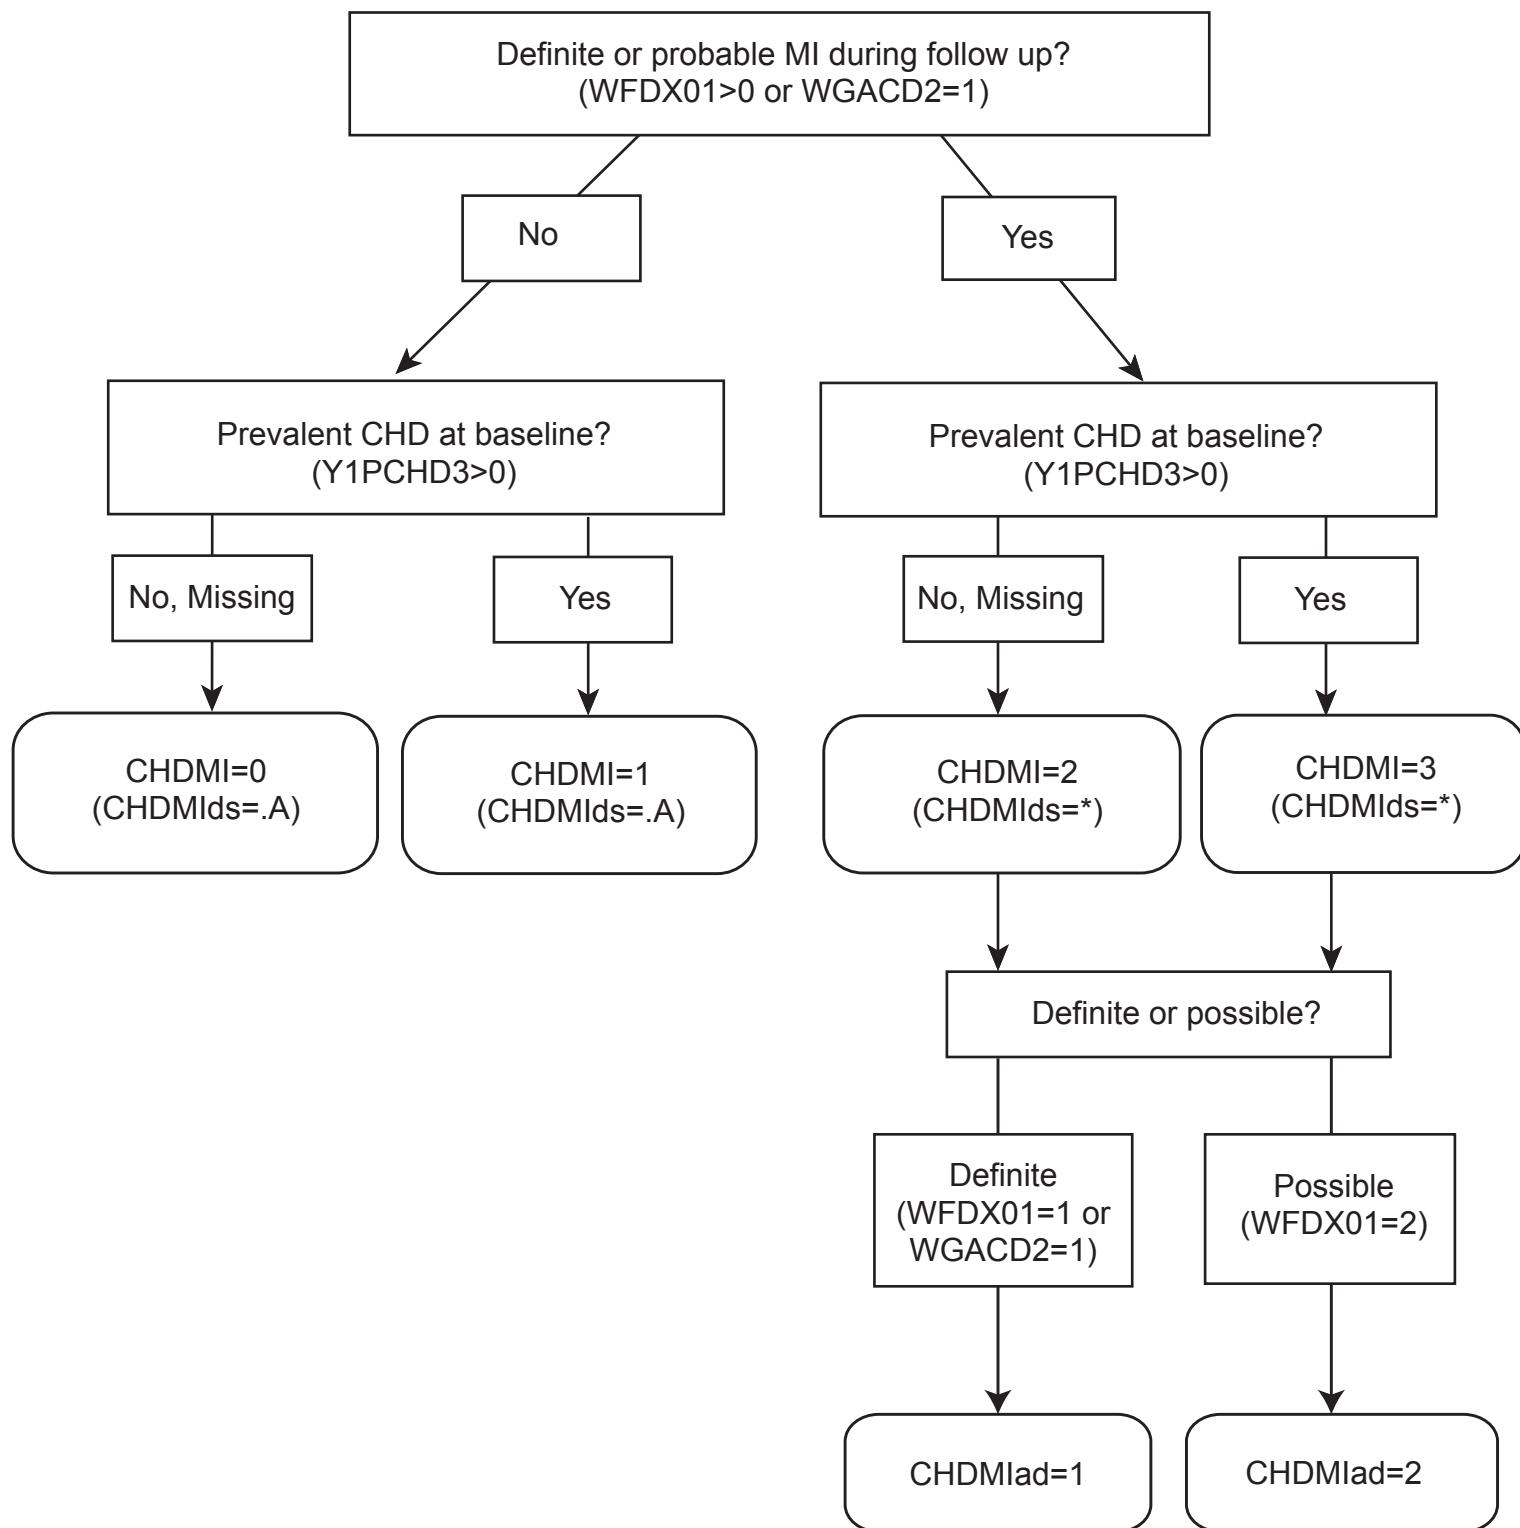 Definite or probable MI during follow up?
(WFDX01>0 or WGACD2=1)
No
Yes
Prevalent CHD at baseline?
(Y1PCHD3>0)
Prevalent CHD at baseline?
(Y1PCHD3>0)
No, Missing
Yes
No, Missing
Yes
CHDMI=0
(CHDMIds=.A)
CHDMI=1
(CHDMIds=.A)
CHDMI=2
(CHDMIds=*)
CHDMI=3
(CHDMIds=*)
Definite or possible?
Definite
(WFDX01=1 or
WGACD2=1)
Possible
(WFDX01=2)
CHDMIad=1
CHDMIad=2